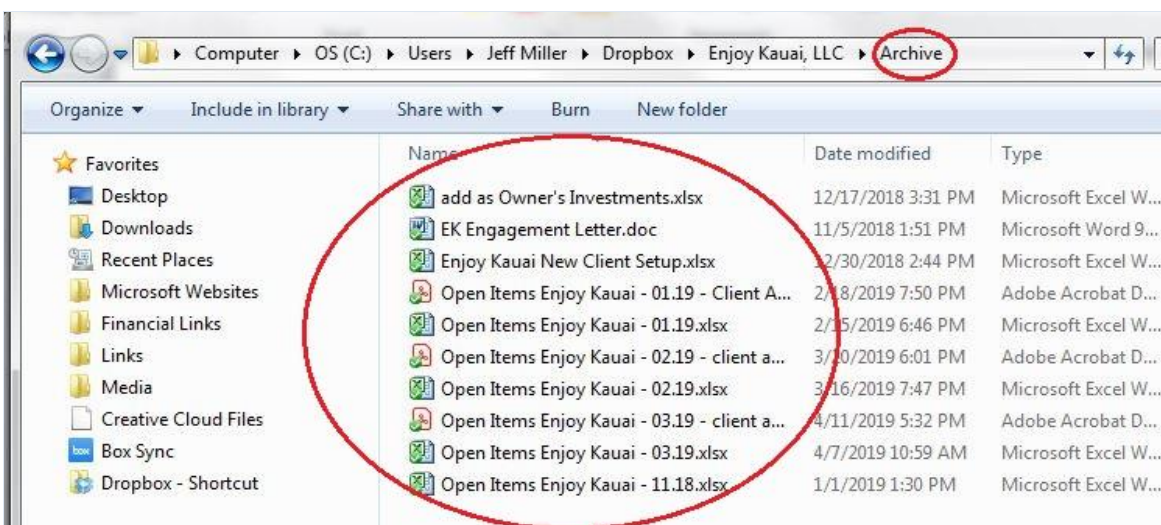 Computer ▸ OS (C:) ▸ Users ▸ Jeff Miller ▸ Dropbox ▸ Enjoy Kauai, LLC ▸ Archive
Organize Include in library Share with Burn New folder
Favorites
Desktop
Downloads
Recent Places
Microsoft Websites
Financial Links
Links
Media
Creative Cloud Files
box Box Sync
Dropbox - Shortcut
Name Date modified Type
add as Owner's Investments.xlsx 12/17/2018 3:31 PM Microsoft Excel W...
EK Engagement Letter.doc 11/5/2018 1:51 PM Microsoft Word 9...
Enjoy Kauai New Client Setup.xlsx 12/30/2018 2:44 PM Microsoft Excel W...
Open Items Enjoy Kauai - 01.19 - Client A... 2/18/2019 7:50 PM Adobe Acrobat D...
Open Items Enjoy Kauai - 01.19.xlsx 2/15/2019 6:46 PM Microsoft Excel W...
Open Items Enjoy Kauai - 02.19 - client a... 3/20/2019 6:01 PM Adobe Acrobat D...
Open Items Enjoy Kauai - 02.19.xlsx 3/16/2019 7:47 PM Microsoft Excel W...
Open Items Enjoy Kauai - 03.19 - client a... 4/11/2019 5:32 PM Adobe Acrobat D...
Open Items Enjoy Kauai - 03.19.xlsx 4/7/2019 10:59 AM Microsoft Excel W...
Open Items Enjoy Kauai - 11.18.xlsx 1/1/2019 1:30 PM Microsoft Excel W...